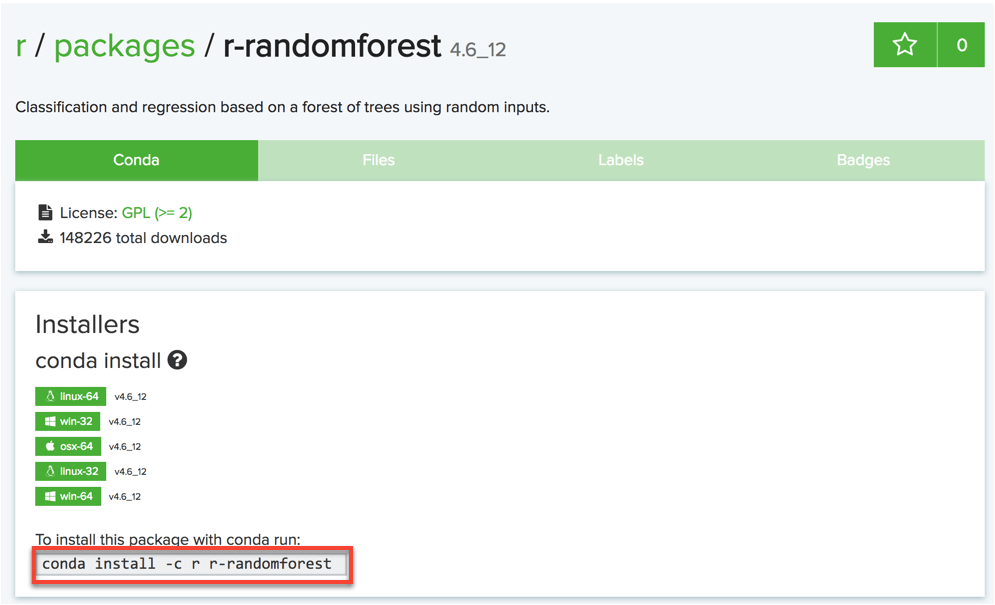 r / packages / r-randomforest 4.6_12
0
Classification and regression based on a forest of trees using random inputs.
Conda Files Labels Badges
License: GPL (>= 2)
148226 total downloads
Installers
conda install ?
linux-64 v4.6_12
win-32 v4.6_12
osx-64 v4.6_12
linux-32 v4.6_12
win-64 v4.6_12
To install this package with conda run:
conda install -c r r-randomforest